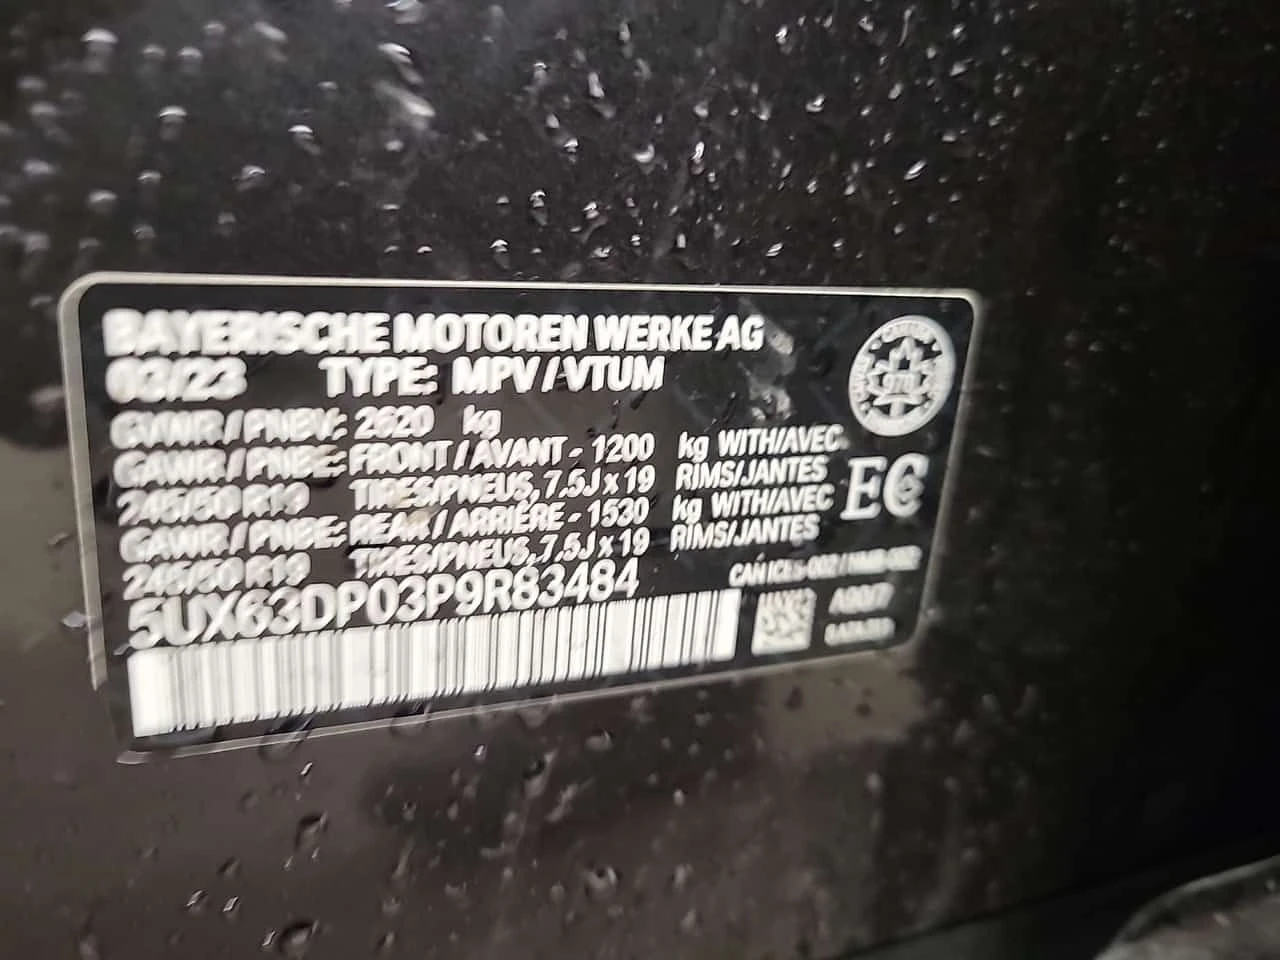 BAYERISCHE MOTOREN WERKE AG
03/23 TYPE: MPV / VTUM
GVWR / PNBV: 2620 kg
GAWR / PNBE: FRONT / AVANT - 1200 kg WITH/AVEC
245/50 R19 TIRES/PNEUS, 7.5J x 19 RIMS/JANTES
GAWR / PNBE: REAR / ARRIÈRE - 1530 kg WITH/AVEC
245/50 R19 TIRES/PNEUS, 7.5J x 19 RIMS/JANTES
5UX63DP03P9R83484